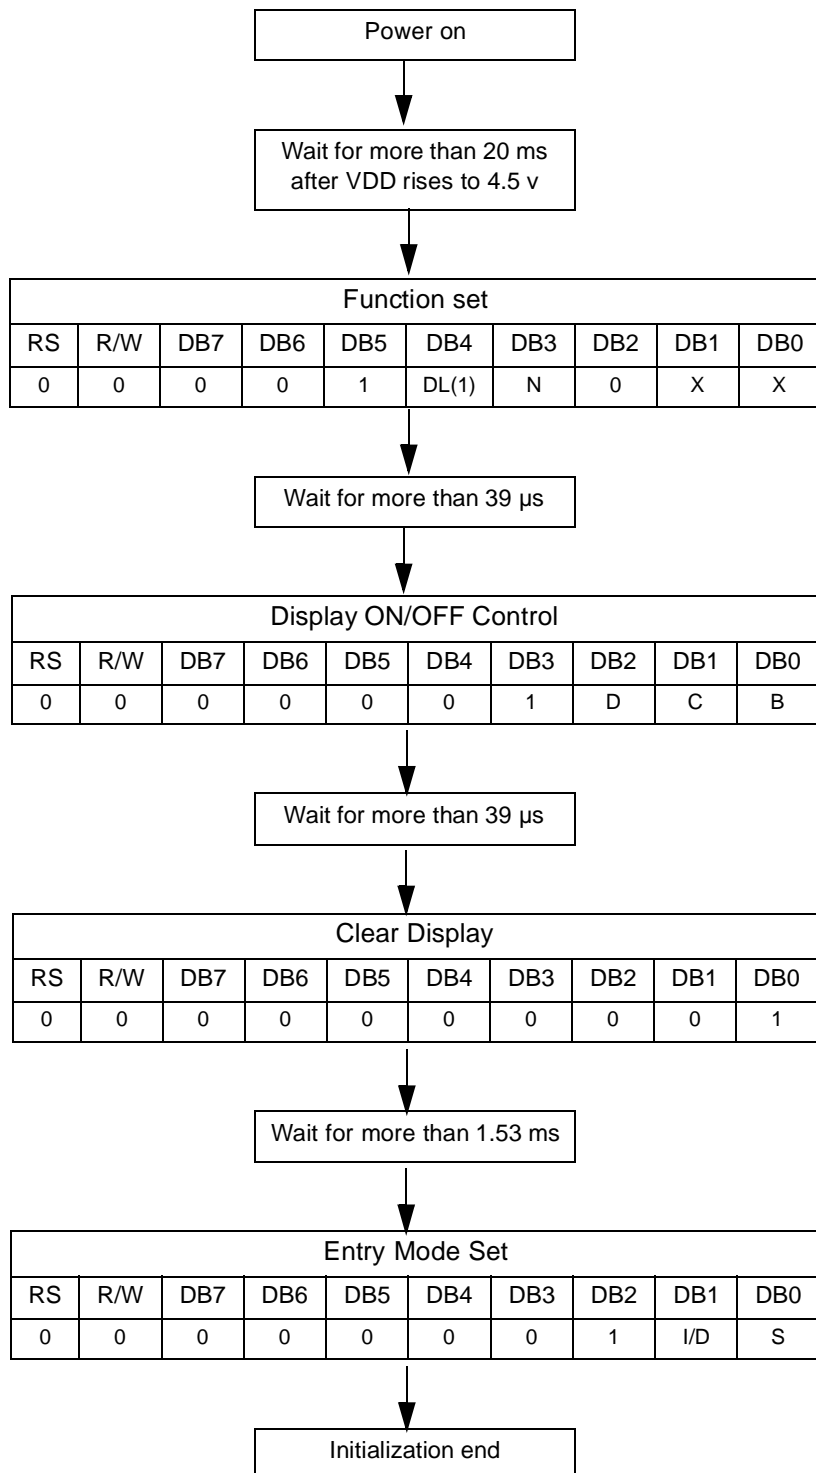 Power on
Wait for more than 20 ms
after VDD rises to 4.5 v
Function set
RS R/W DB7 DB6 DB5 DB4 DB3 DB2 DB1 DB0
0 0 0 0 1 DL(1) N 0 X X
Wait for more than 39 µs
Display ON/OFF Control
RS R/W DB7 DB6 DB5 DB4 DB3 DB2 DB1 DB0
0 0 0 0 0 0 1 D C B
Wait for more than 39 µs
Clear Display
RS R/W DB7 DB6 DB5 DB4 DB3 DB2 DB1 DB0
0 0 0 0 0 0 0 0 0 1
Wait for more than 1.53 ms
Entry Mode Set
RS R/W DB7 DB6 DB5 DB4 DB3 DB2 DB1 DB0
0 0 0 0 0 0 0 1 I/D S
Initialization end